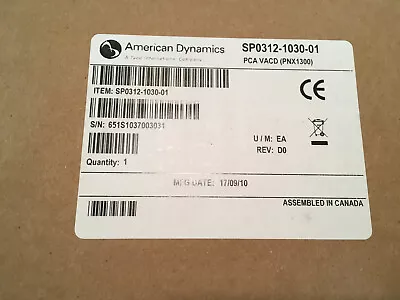 American Dynamics
A Tyco International Company
SP0312-1030-01
PCA VACD (PNX1300)
ITEM: SP0312-1030-01
S/N: 651S1037003031
U / M: EA
REV: D0
Quantity: 1
MFG DATE: 17/09/10
ASSEMBLED IN CANADA